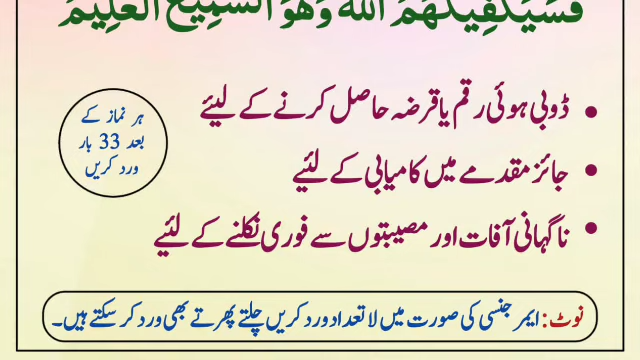 فَسَيَكْفِيكَهُمُ اللَّهُ وَهُوَ السَّمِيعُ الْعَلِيمُ
ڈوبی ہوئی رقم یا قرضہ حاصل کرنے کے لیئے
جائز مقدمے میں کامیابی کے لئیے
ناگہانی آفات اور مصیبتوں سے فوری نکلنے کے لئیے
ہر نماز کے
بعد 33 بار
ورد کریں
نوٹ: ایمرجنسی کی صورت میں لاتعداد ورد کریں چلتے پھرتے بھی ورد کر سکتے ہیں۔